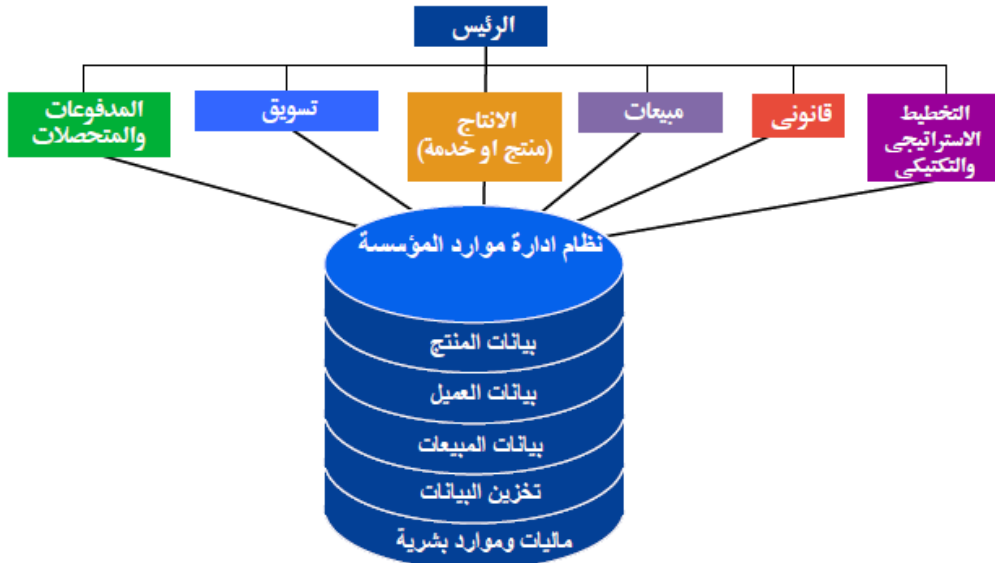 الرئيس
التخطيط
الاستراتيجى
والتكتيكى
قانونى
مبيعات
الانتاج
(منتج او خدمة)
تسويق
المدفوعات
والمتحصلات
نظام ادارة موارد المؤسسة
بيانات المنتج
بيانات العميل
بيانات المبيعات
تخزين البيانات
ماليات وموارد بشرية